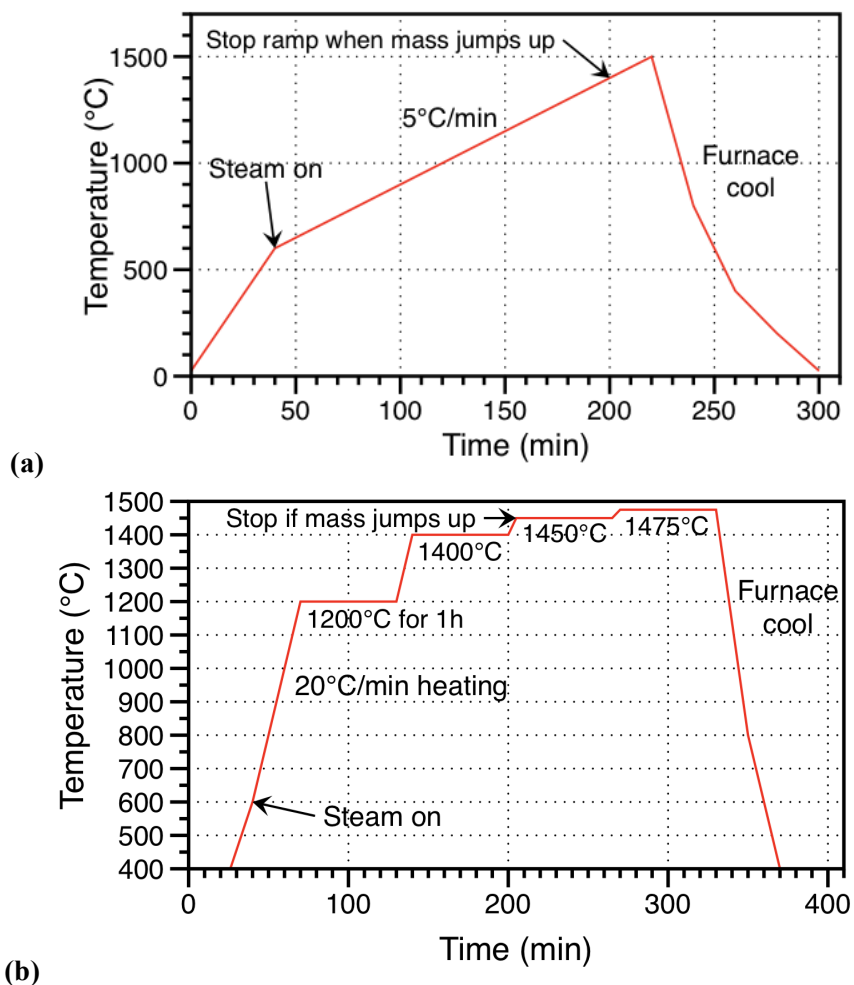 1500
1000
500
0
Temperature (°C)
Stop ramp when mass jumps up
5°C/min
Steam on
Furnace
cool
0 50 100 150 200 250 300
Time (min)
(a)
1500
1400
1300
1200
1100
1000
900
800
700
600
500
400
Temperature (°C)
Stop if mass jumps up
1450°C
1475°C
1400°C
Furnace
cool
1200°C for 1h
20°C/min heating
Steam on
0 100 200 300 400
Time (min)
(b)